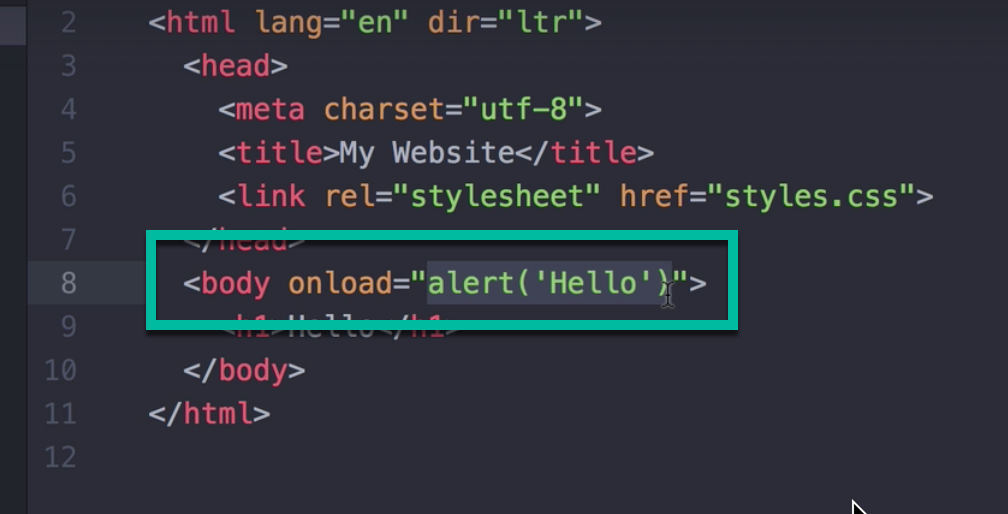 2 <html lang="en" dir="ltr">
3 <head>
4 <meta charset="utf-8">
5 <title>My Website</title>
6 <link rel="stylesheet" href="styles.css">
7 </head>
8 <body onload="alert('Hello')">
9 <h1>Hello</h1>
10 </body>
11 </html>
12